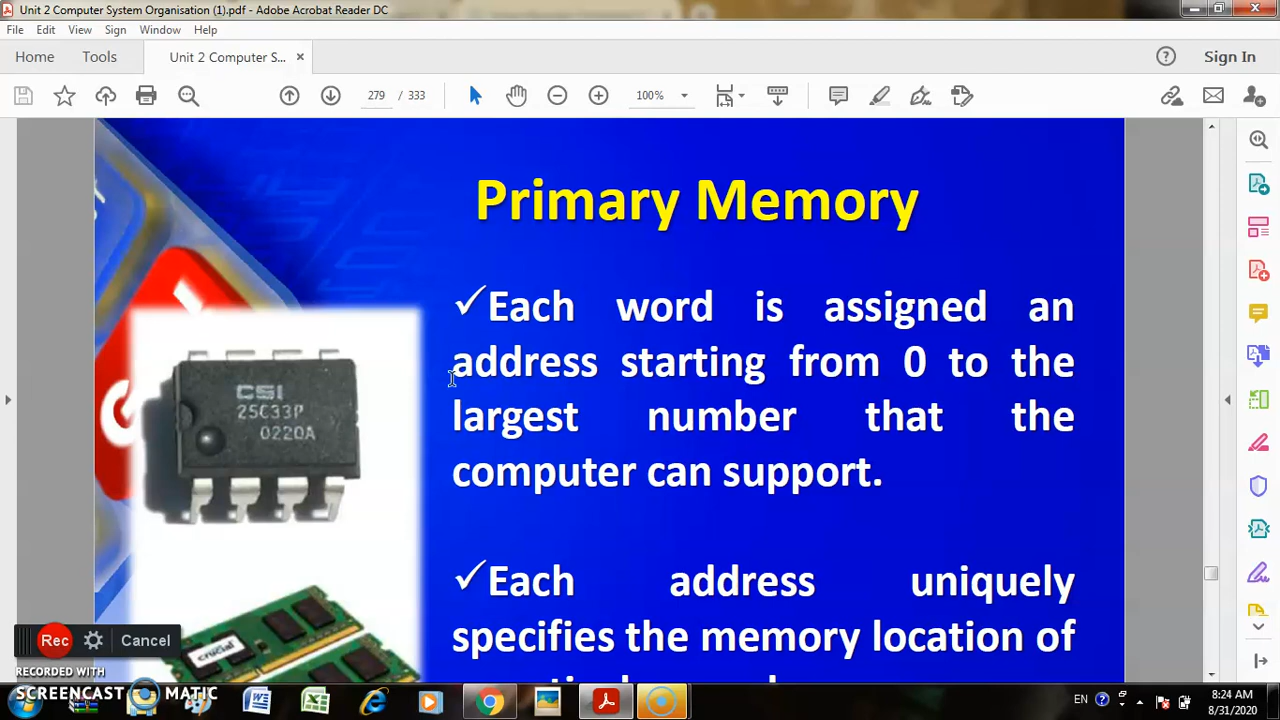 Unit 2 Computer System Organisation (1).pdf - Adobe Acrobat Reader DC
File Edit View Sign Window Help
Home Tools Unit 2 Computer S... × Sign In
279 / 333 100%
Primary Memory
✓Each word is assigned an
address starting from 0 to the
largest number that the
computer can support.
✓Each address uniquely
specifies the memory location of
CSI
25C33P
0220A
crucial
Rec Cancel
RECORDED WITH
SCREENCAST MATIC
EN 8:24 AM
8/31/2020